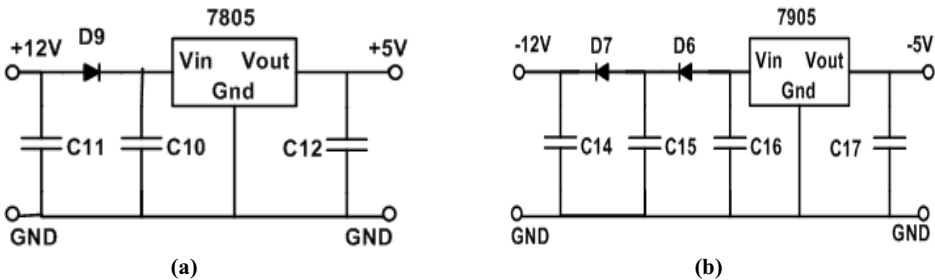 7805
+12V D9 +5V
Vin Vout
Gnd
C11 C10 C12
GND GND
(a)
7905
-12V D7 D6 -5V
Vin Vout
Gnd
C14 C15 C16 C17
GND GND
(b)